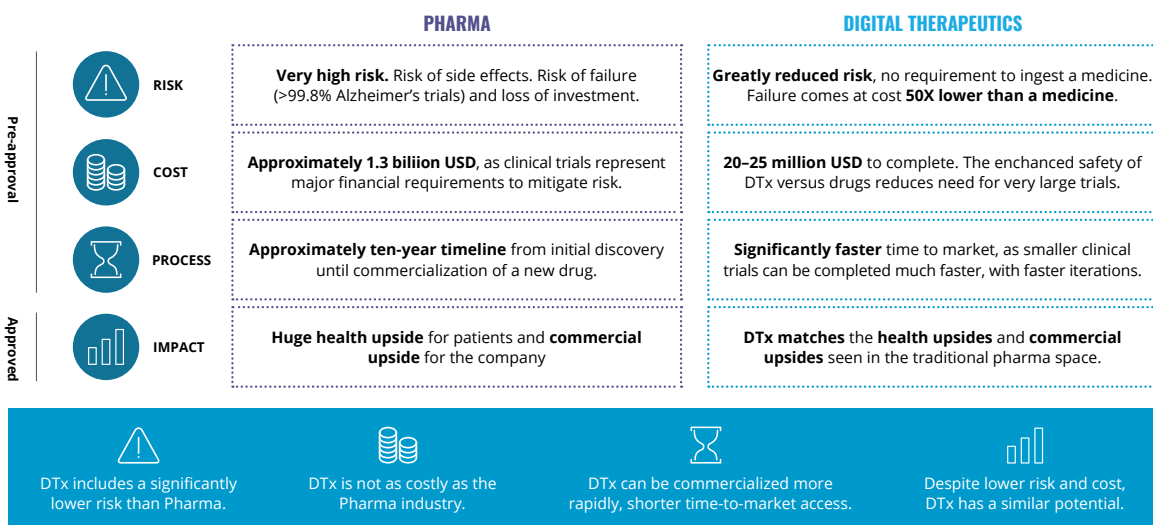 PHARMA
DIGITAL THERAPEUTICS
Pre-approval
RISK
Very high risk. Risk of side effects. Risk of failure
(>99.8% Alzheimer's trials) and loss of investment.
Greatly reduced risk, no requirement to ingest a medicine.
Failure comes at cost 50X lower than a medicine.
COST
Approximately 1.3 biliion USD, as clinical trials represent
major financial requirements to mitigate risk.
20–25 million USD to complete. The enchanced safety of
DTx versus drugs reduces need for very large trials.
PROCESS
Approximately ten-year timeline from initial discovery
until commercialization of a new drug.
Significantly faster time to market, as smaller clinical
trials can be completed much faster, with faster iterations.
Approved
IMPACT
Huge health upside for patients and commercial
upside for the company
DTx matches the health upsides and commercial
upsides seen in the traditional pharma space.
DTx includes a significantly
lower risk than Pharma.
DTx is not as costly as the
Pharma industry.
DTx can be commercialized more
rapidly, shorter time-to-market access.
Despite lower risk and cost,
DTx has a similar potential.